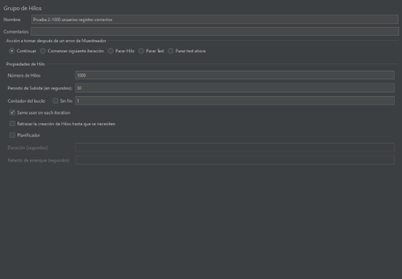 Grupo de Hilos
Nombre Prueba 2-1000 usuarios registro correcto
Comentarios
Acción a tomar después de un error de Muestreador
Continuar Comenzar siguiente iteración Parar Hilo Parar Test Parar test ahora
Propiedades de Hilo
Número de Hilos 1000
Periodo de Subida (en segundos):
Contador del bucle: Sin fin 1
Same user on each iteration
Retrasar la creación de Hilos hasta que se necesiten
Planificador
Duración (segundos)
Retardo de arranque (segundos)